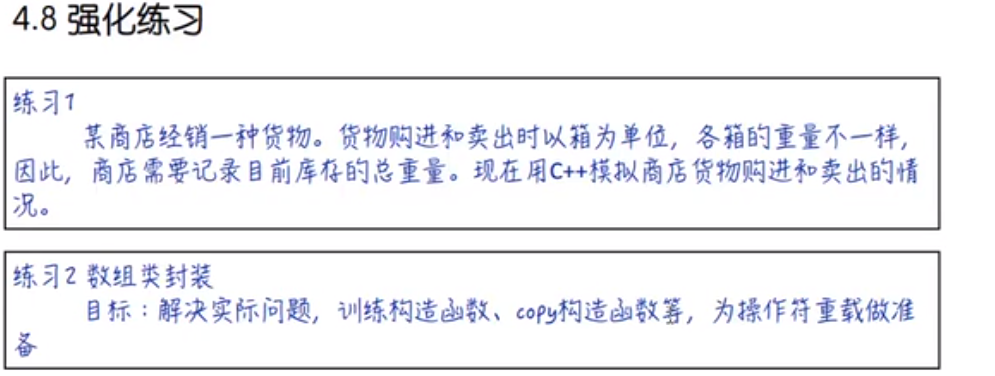 4.8 强化练习
练习1
某商店经销一种货物。货物购进和卖出时以箱为单位，各箱的重量不一样，
因此，商店需要记录目前库存的总重量。现在用C++模拟商店货物购进和卖出的情
况。
练习2 数组类封装
目标：解决实际问题，训练构造函数、copy构造函数等，为操作符重载做准
备